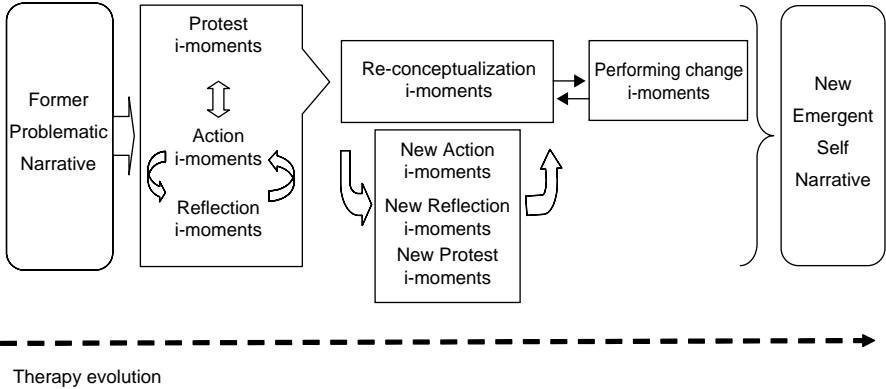 Former
Problematic
Narrative
Protest
i-moments
Action
i-moments
Reflection
i-moments
Re-conceptualization
i-moments
Performing change
i-moments
New Action
i-moments
New Reflection
i-moments
New Protest
i-moments
New
Emergent
Self
Narrative
Therapy evolution